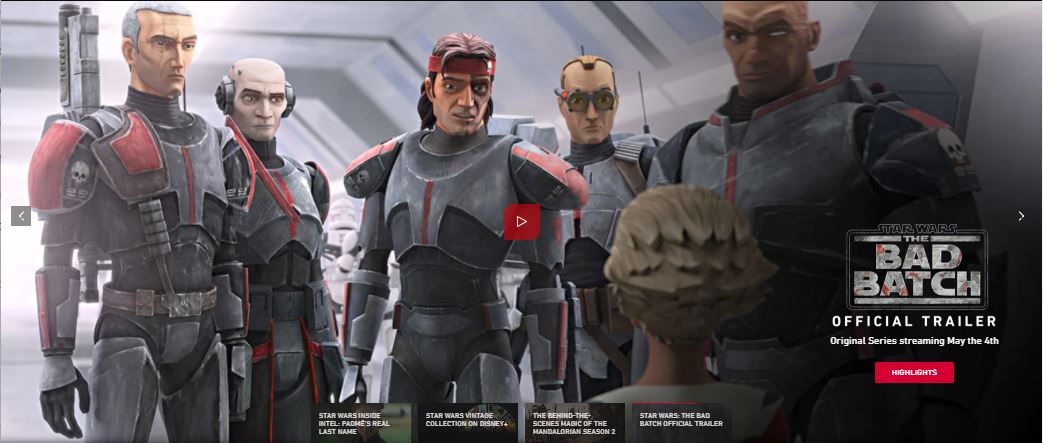 STAR WARS
THE
BAD
BATCH
OFFICIAL TRAILER
Original Series streaming May the 4th
HIGHLIGHTS
STAR WARS INSIDE
INTEL: PADMÉ'S REAL
LAST NAME
STAR WARS VINTAGE
COLLECTION ON DISNEY+
THE BEHIND-THE-
SCENES MAGIC OF THE
MANDALORIAN SEASON 2
STAR WARS: THE BAD
BATCH OFFICIAL TRAILER